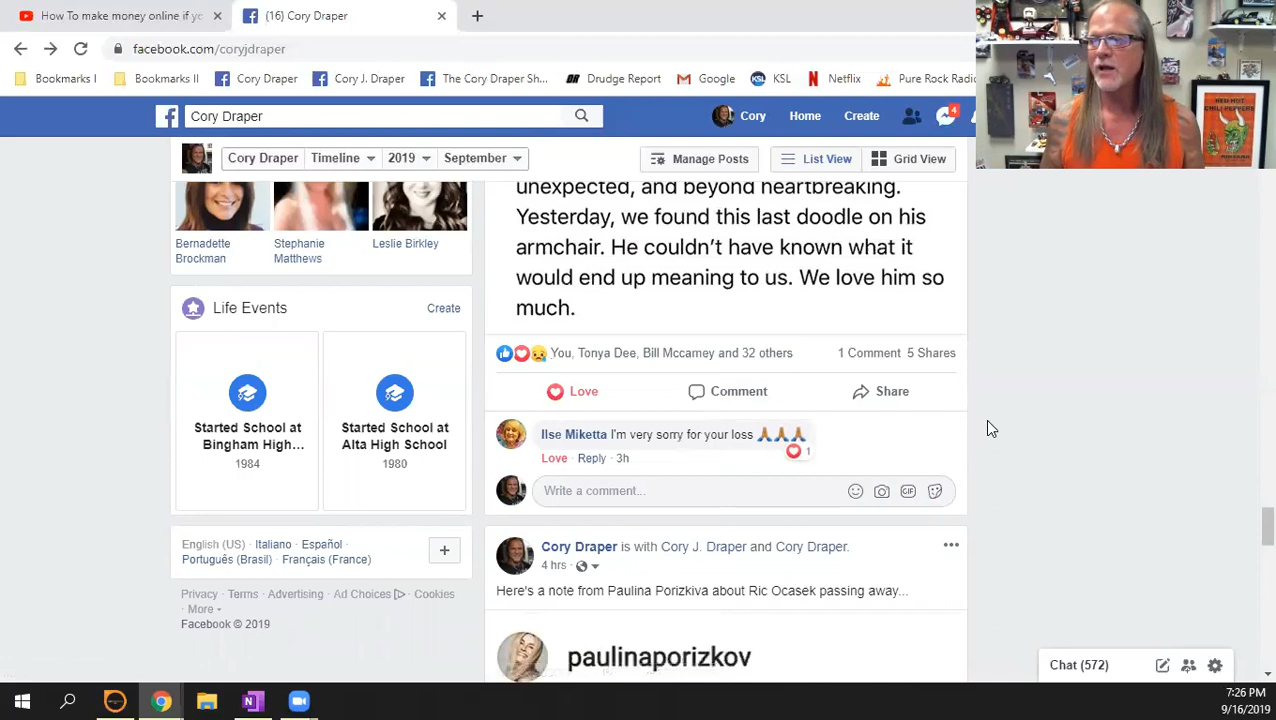 How To make money online if yo
(16) Cory Draper
facebook.com/coryjdraper
Bookmarks I
Bookmarks II
Cory Draper
Cory J. Draper
The Cory Draper Sh...
Drudge Report
Google
KSL
Netflix
Pure Rock Radio
Cory Draper
Cory
Home
Create
4
Cory Draper
Timeline
2019
September
Manage Posts
List View
Grid View
RED HOT
CHILI PEPPERS
unexpected, and beyond heartbreaking.
Yesterday, we found this last doodle on his
armchair. He couldn't have known what it
would end up meaning to us. We love him so
much.
Bernadette
Brockman
Stephanie
Matthews
Leslie Birkley
Life Events
Create
Started School at
Bingham High...
1984
Started School at
Alta High School
1980
You, Tonya Dee, Bill Mccamey and 32 others
1 Comment 5 Shares
Love
Comment
Share
Ilse Miketta I'm very sorry for your loss 🙏🙏🙏
1
Love · Reply · 3h
Write a comment...
GIF
English (US) · Italiano · Español ·
Português (Brasil) · Français (France)
Privacy · Terms · Advertising · Ad Choices · Cookies ·
More
Facebook © 2019
Cory Draper is with Cory J. Draper and Cory Draper.
4 hrs ·
Here's a note from Paulina Porizkiva about Ric Ocasek passing away...
paulinaporizkov
Chat (572)
7:26 PM
9/16/2019